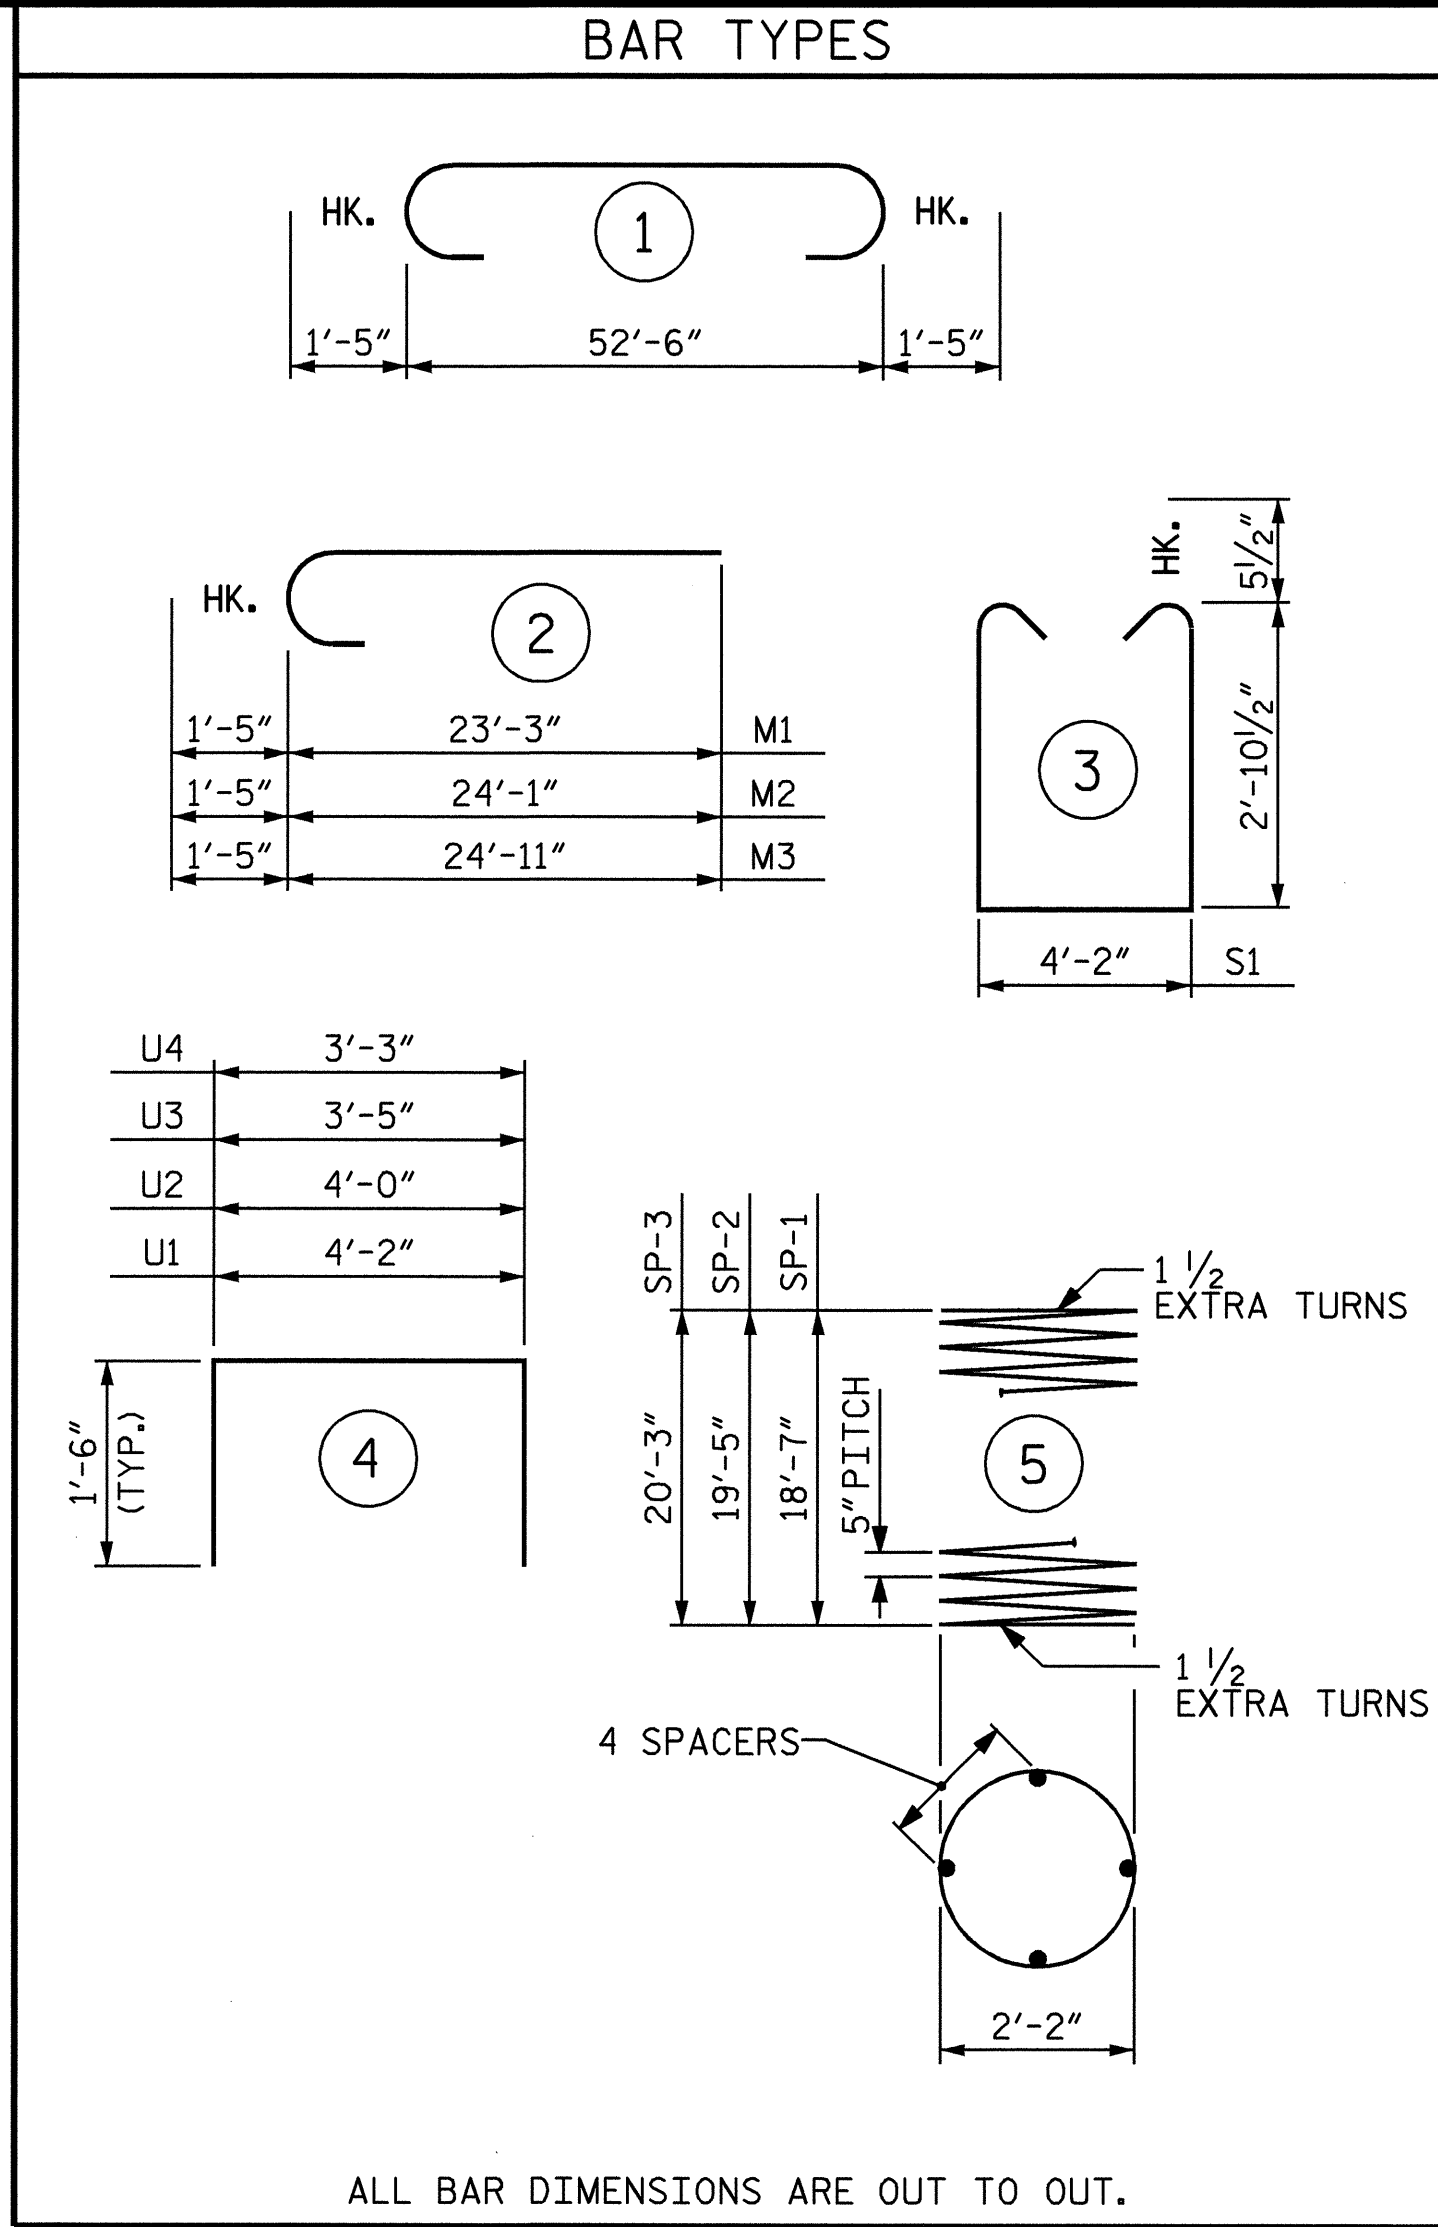 BAR TYPES
HK.
1
HK.
1'-5"
52'-6"
1'-5"
HK.
2
1'-5"
23'-3"
M1
1'-5"
24'-1"
M2
1'-5"
24'-11"
M3
HK.
5 1/2"
3
2'-10 1/2"
4'-2"
S1
U4
3'-3"
U3
3'-5"
U2
4'-0"
U1
4'-2"
1'-6"
(TYP.)
4
SP-3
SP-2
SP-1
20'-3"
19'-5"
18'-7"
5" PITCH
5
1 1/2
EXTRA TURNS
1 1/2
EXTRA TURNS
4 SPACERS
2'-2"
ALL BAR DIMENSIONS ARE OUT TO OUT.